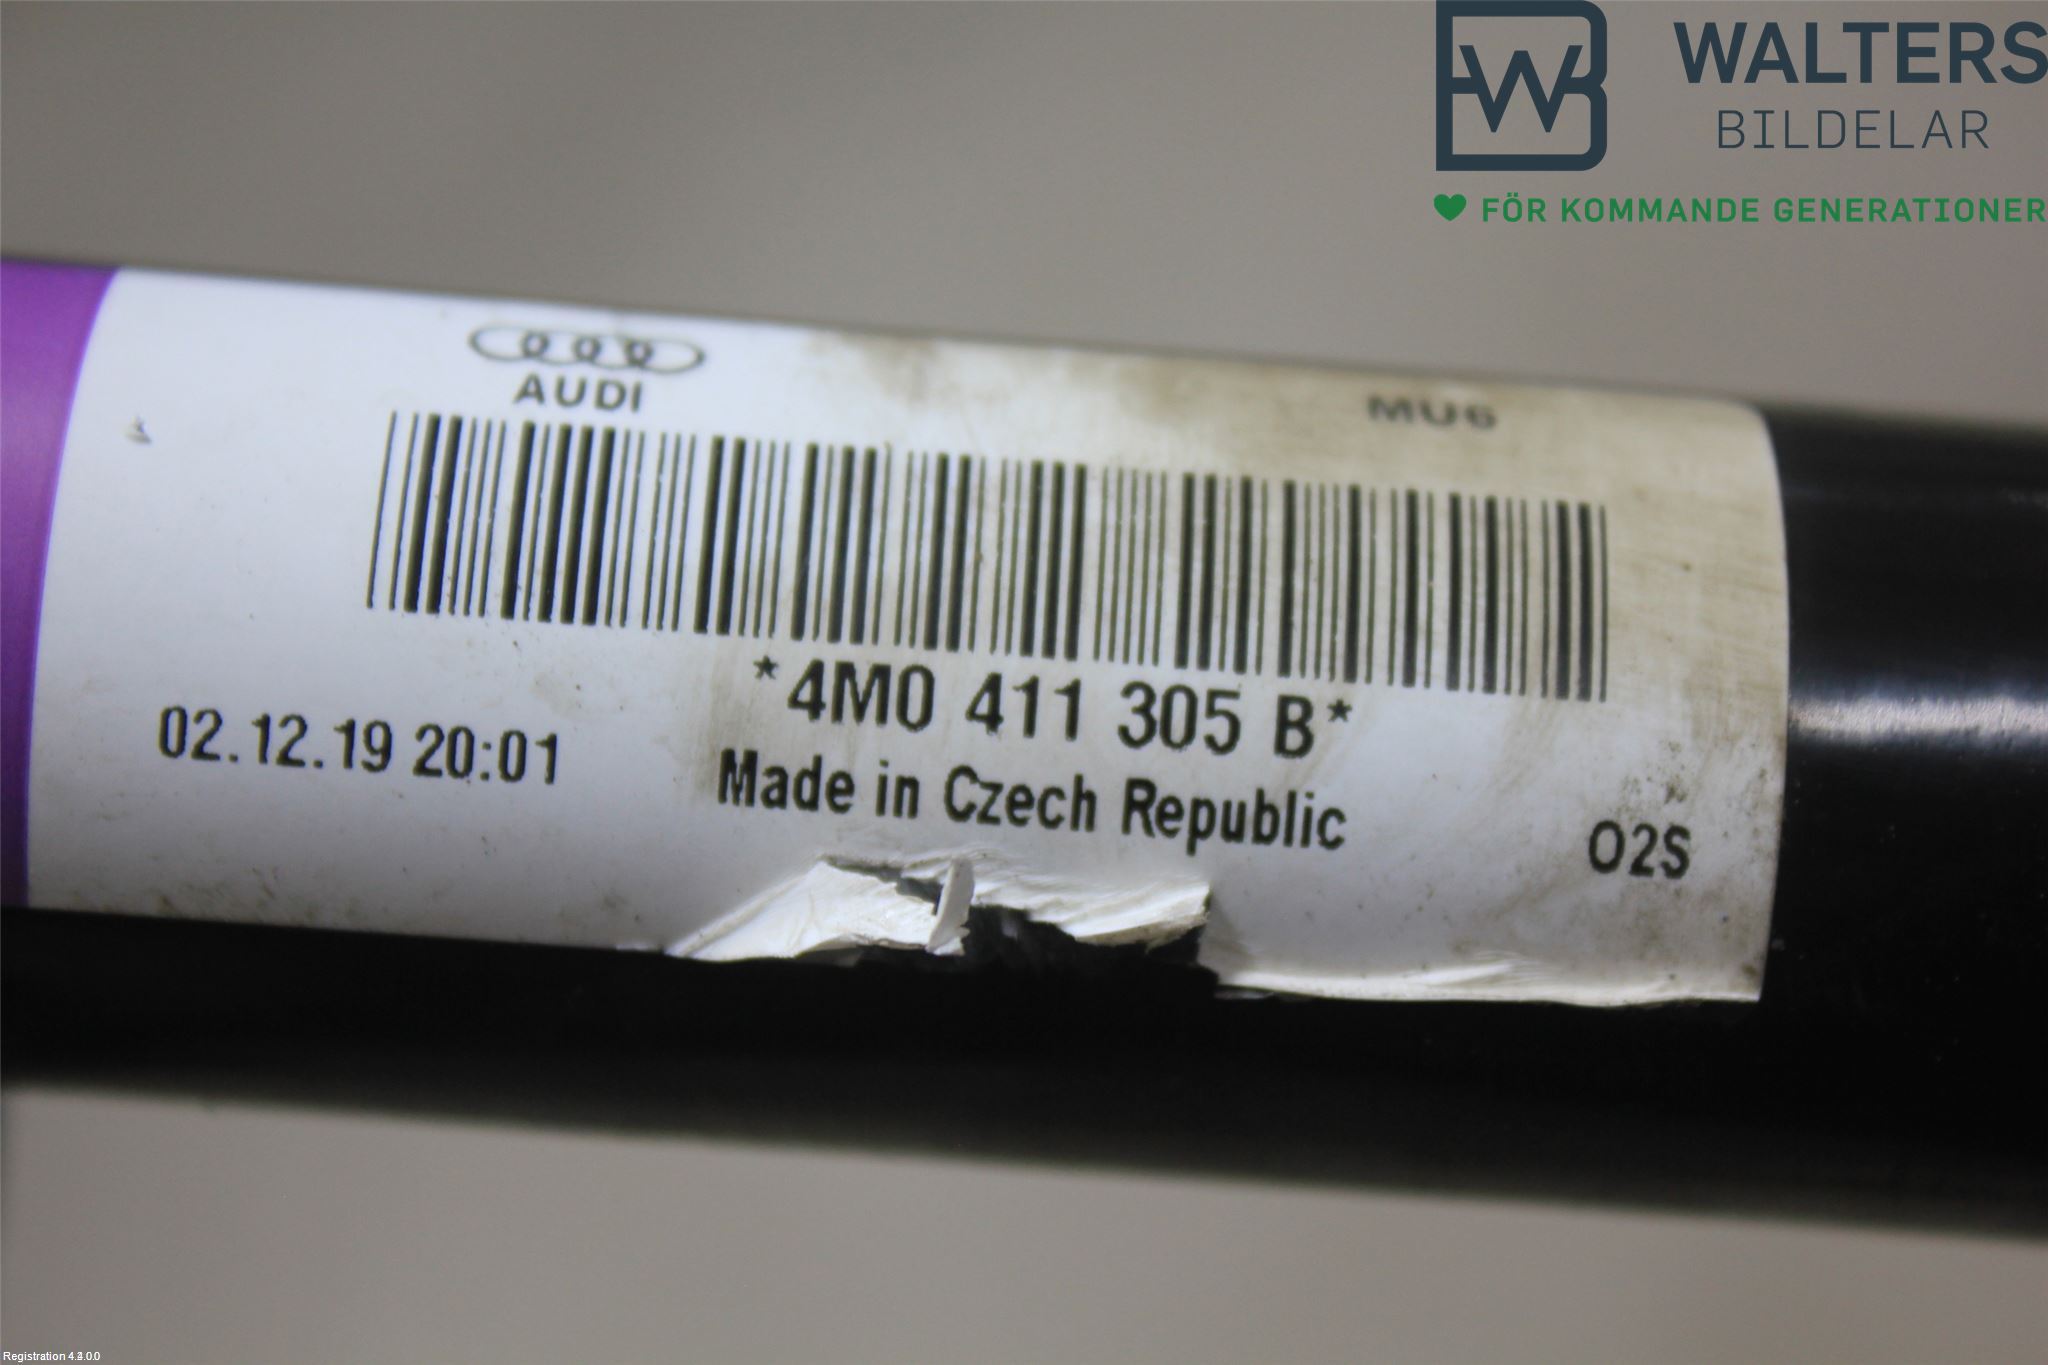 WALTERS
BILDELAR
FÖR KOMMANDE GENERATIONER
AUDI
MU6
*4M0 411 305 B*
02.12.19 20:01
Made in Czech Republic
02S